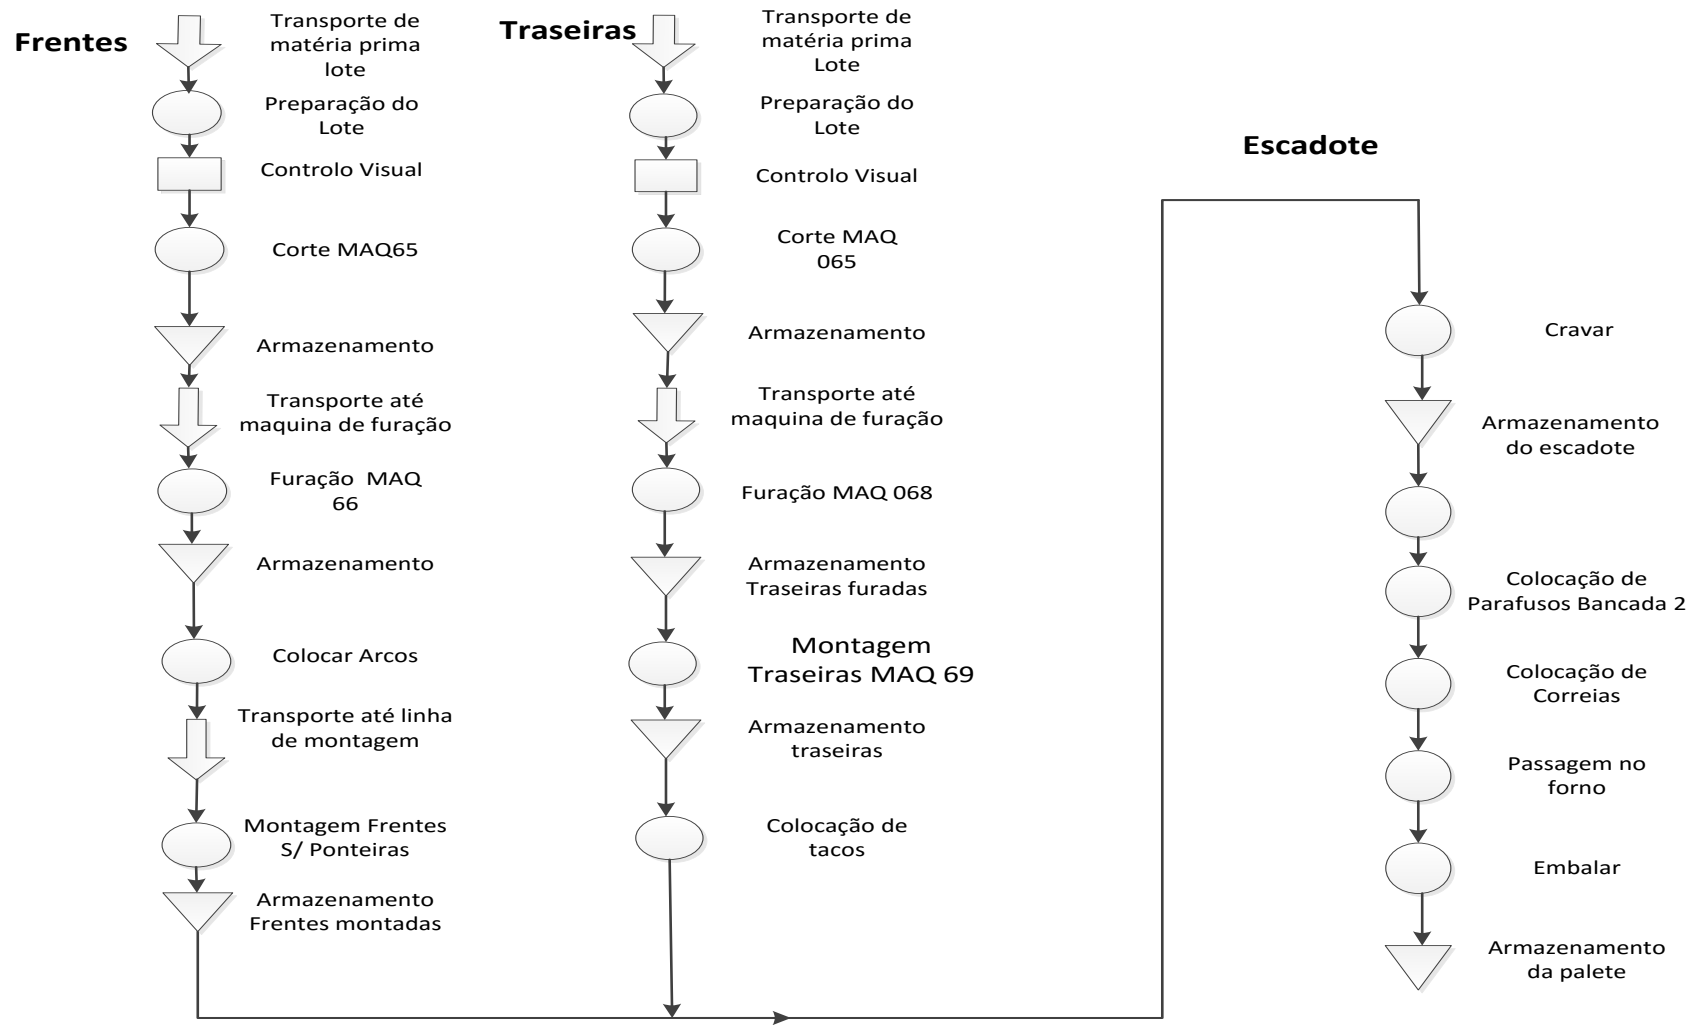 Frentes
Transporte de
matéria prima
lote
Preparação do
Lote
Controlo Visual
Corte MAQ65
Armazenamento
Transporte até
maquina de furação
Furação  MAQ
66
Armazenamento
Colocar Arcos
Transporte até linha
de montagem
Montagem Frentes
S/ Ponteiras
Armazenamento
Frentes montadas
Traseiras
Transporte de
matéria prima
Lote
Preparação do
Lote
Controlo Visual
Corte MAQ
065
Armazenamento
Transporte até
maquina de furação
Furação MAQ 068
Armazenamento
Traseiras furadas
Montagem
Traseiras MAQ 69
Armazenamento
traseiras
Colocação de
tacos
Escadote
Cravar
Armazenamento
do escadote
Colocação de
Parafusos Bancada 2
Colocação de
Correias
Passagem no
forno
Embalar
Armazenamento
da palete